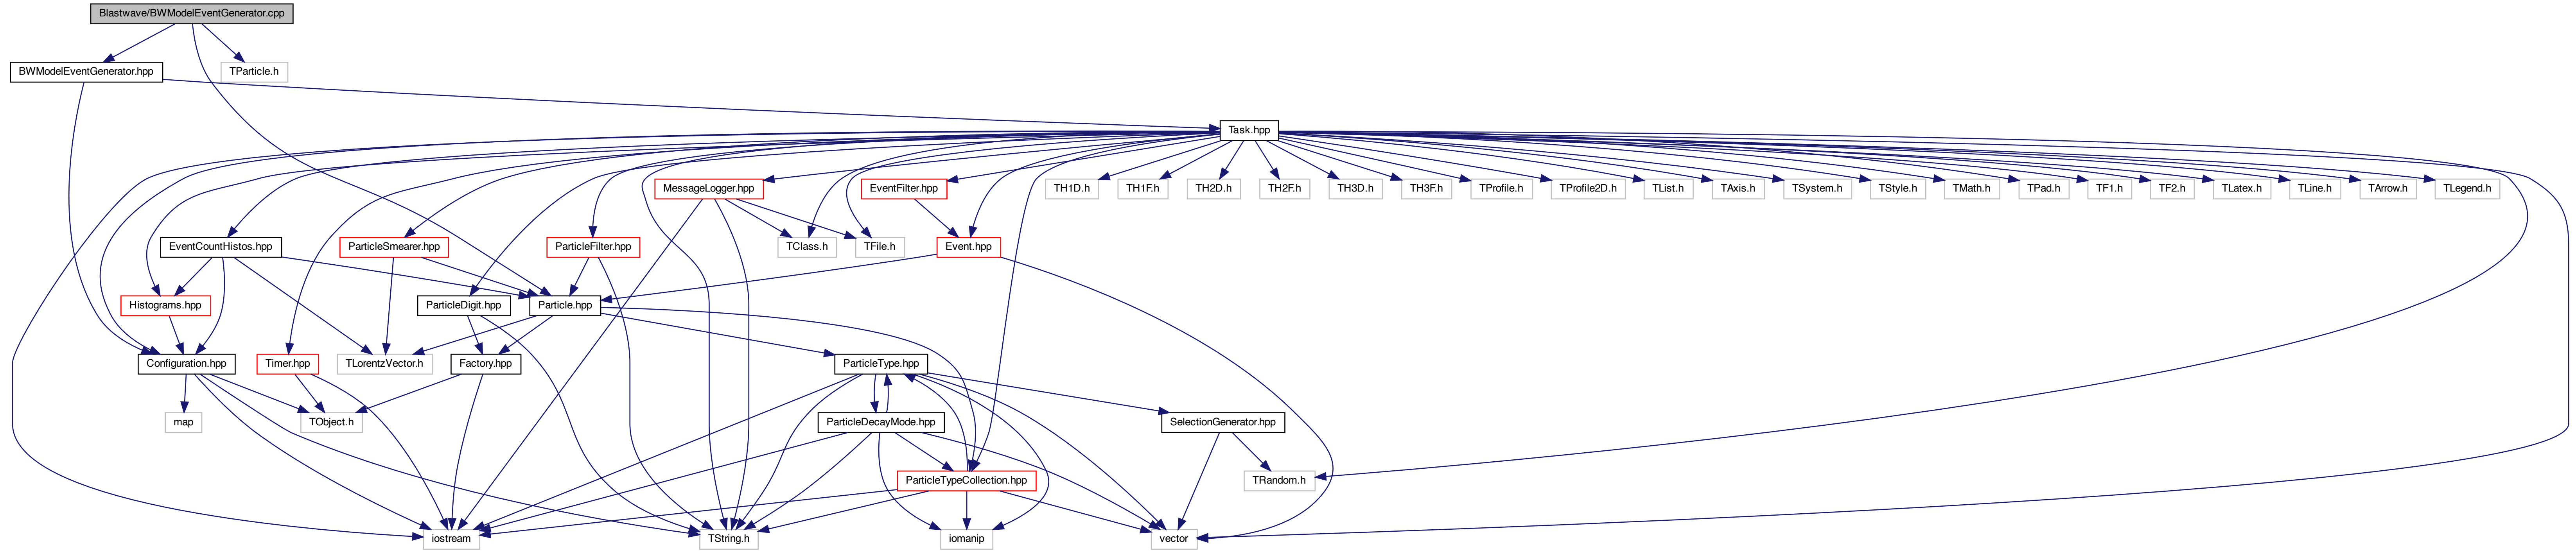 Blastwave/BWModelEventGenerator.cpp
BWModelEventGenerator.hpp
TParticle.h
Task.hpp
MessageLogger.hpp
EventFilter.hpp
TH1D.h
TH1F.h
TH2D.h
TH2F.h
TH3D.h
TH3F.h
TProfile.h
TProfile2D.h
TList.h
TAxis.h
TSystem.h
TStyle.h
TMath.h
TPad.h
TF1.h
TF2.h
TLatex.h
TLine.h
TArrow.h
TLegend.h
EventCountHistos.hpp
ParticleSmearer.hpp
ParticleFilter.hpp
TClass.h
TFile.h
Event.hpp
Histograms.hpp
ParticleDigit.hpp
Particle.hpp
Configuration.hpp
Timer.hpp
TLorentzVector.h
Factory.hpp
ParticleType.hpp
map
TObject.h
ParticleDecayMode.hpp
SelectionGenerator.hpp
ParticleTypeCollection.hpp
TRandom.h
iostream
TString.h
iomanip
vector